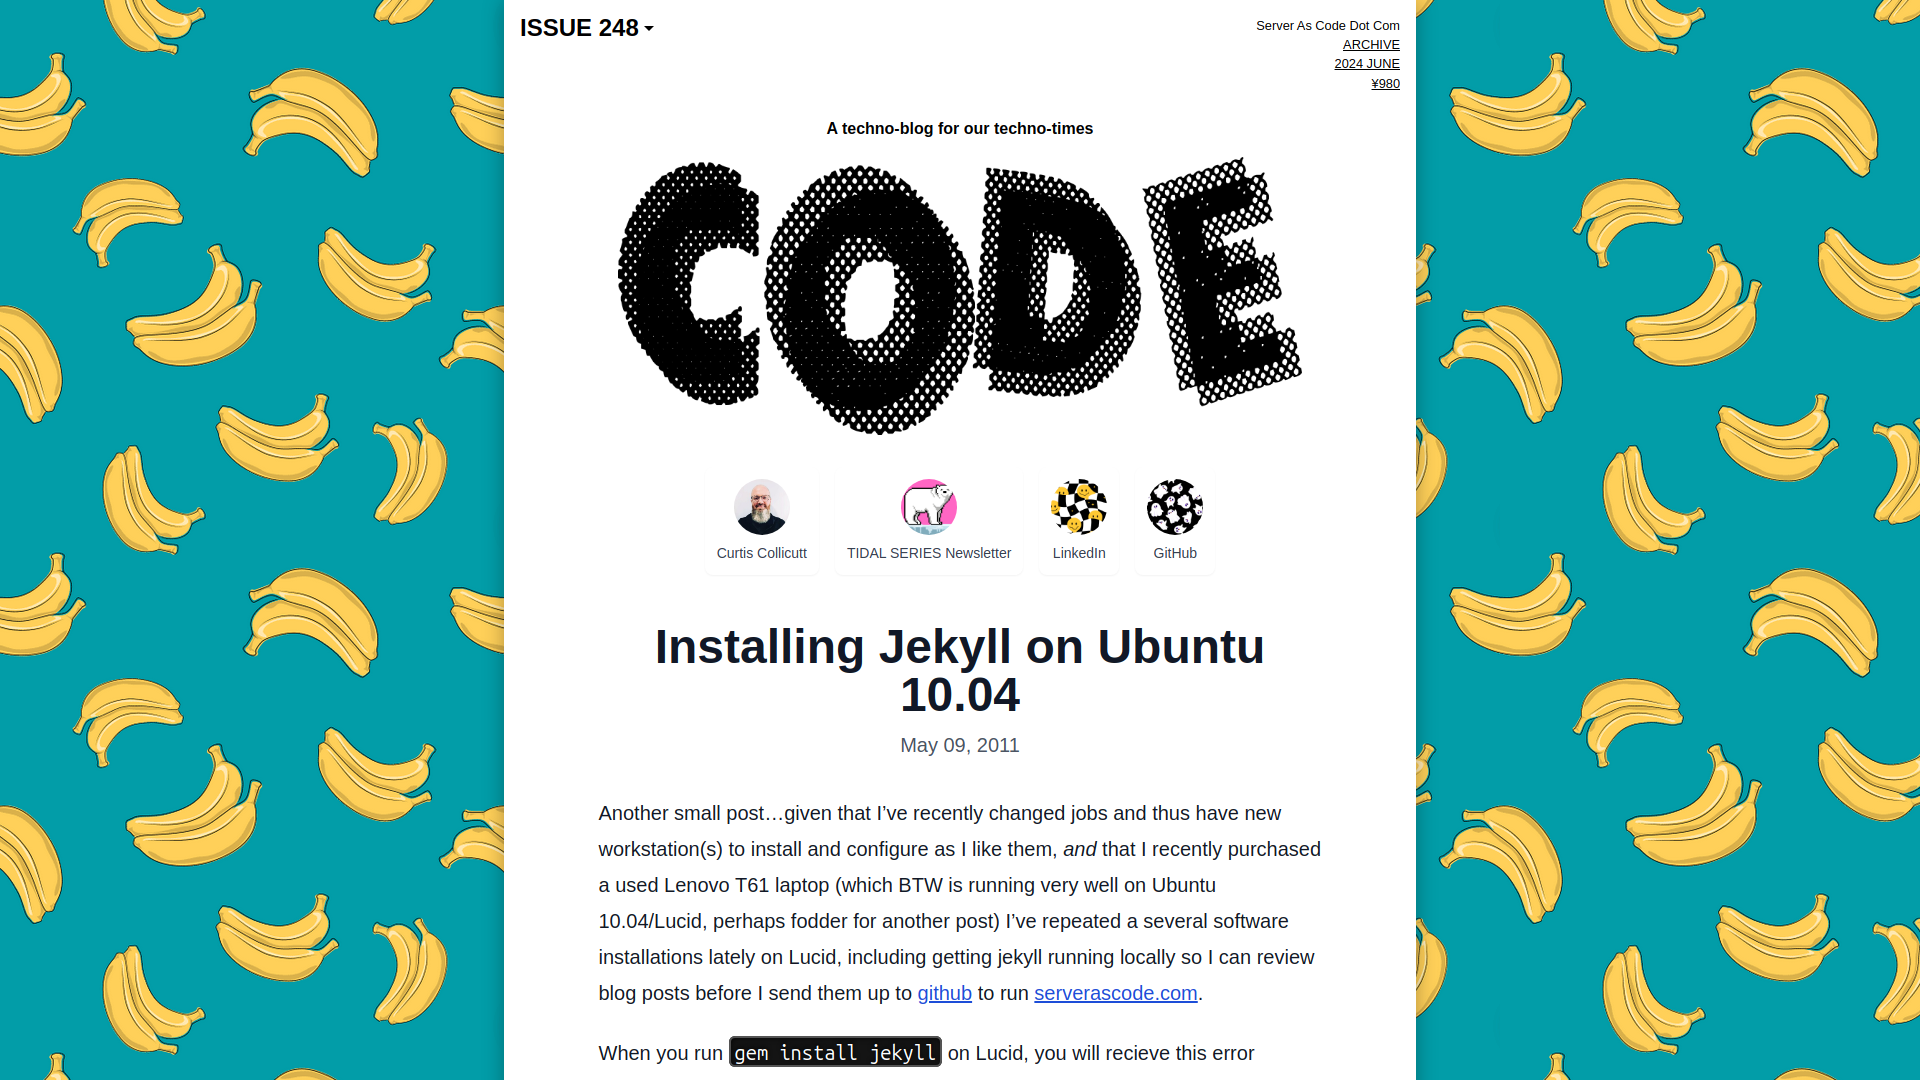 ISSUE 248
Server As Code Dot Com
ARCHIVE
2024 JUNE
¥980
A techno-blog for our techno-times
CODE
Curtis Collicutt
TIDAL SERIES Newsletter
LinkedIn
GitHub
Installing Jekyll on Ubuntu
10.04
May 09, 2011
Another small post…given that I’ve recently changed jobs and thus have new
workstation(s) to install and configure as I like them, and that I recently purchased
a used Lenovo T61 laptop (which BTW is running very well on Ubuntu
10.04/Lucid, perhaps fodder for another post) I’ve repeated a several software
installations lately on Lucid, including getting jekyll running locally so I can review
blog posts before I send them up to github to run serverascode.com.
When you run gem install jekyll on Lucid, you will recieve this error